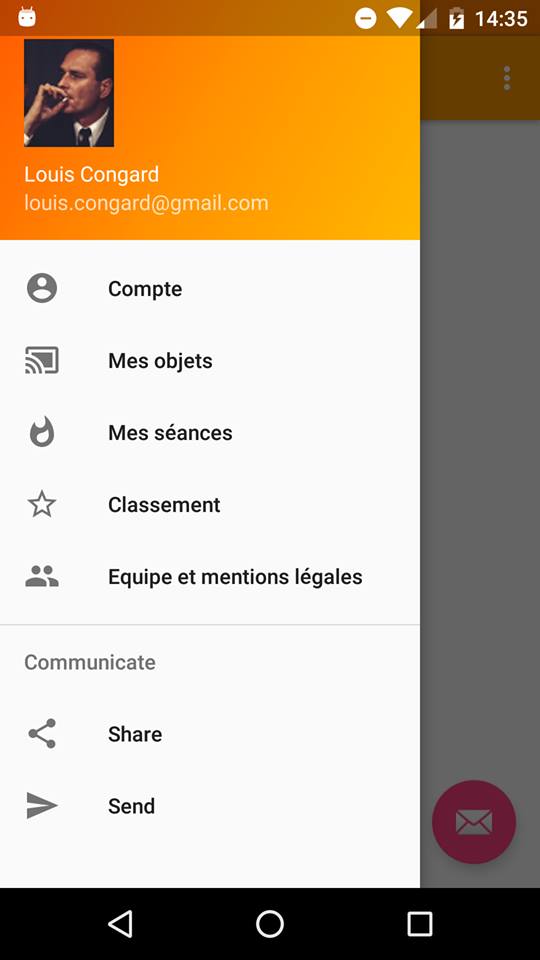 14:35
Louis Congard
louis.congard@gmail.com
Compte
Mes objets
Mes séances
Classement
Equipe et mentions légales
Communicate
Share
Send